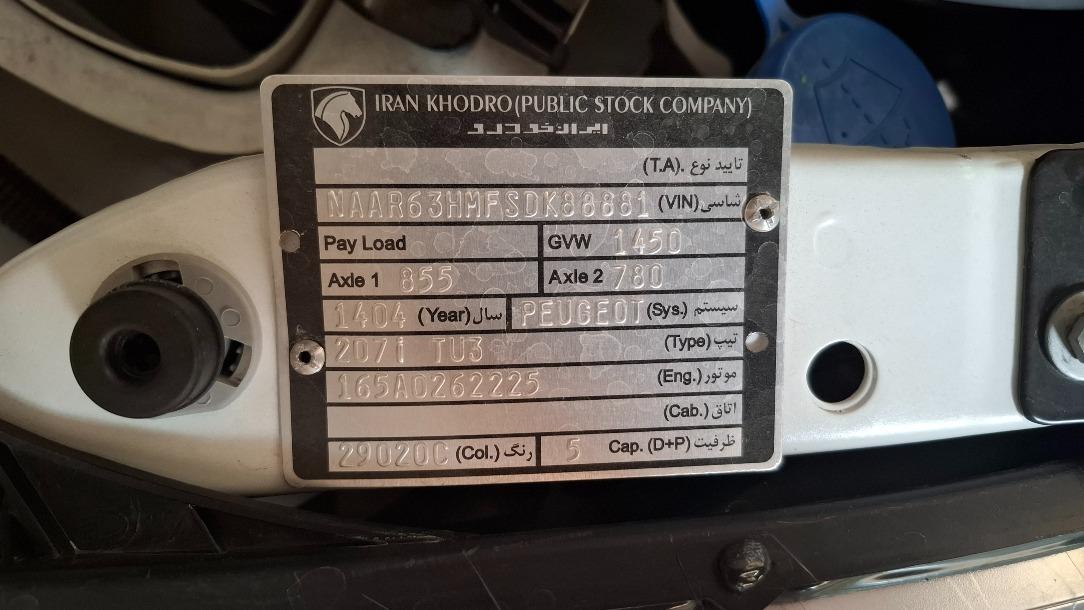 IRAN KHODRO(PUBLIC STOCK COMPANY)
ایران خودرو
تایید نوع .(T.A)
NAAR63HMFSDK88881 (VIN)شاسی
Pay Load GVW 1450
Axle 1 855 Axle 2 780
1404 (Year)سال PEUGEOT (Sys.) سیستم
207i TU3 (Type)تیپ
165A0262225 (Eng.)موتور
(Cab.) اتاق
29020C (Col.) رنگ 5 Cap. (D+P) ظرفیت